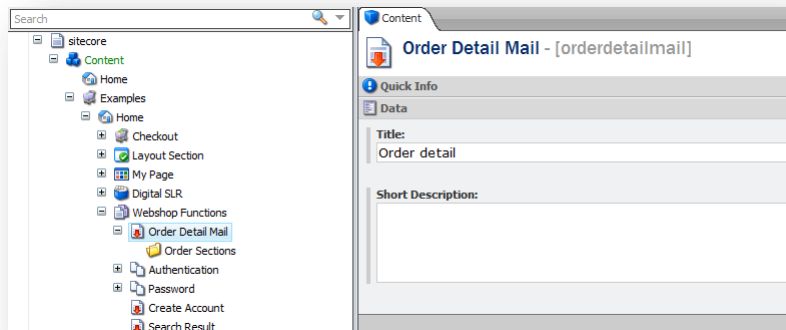 Search
sitecore
Content
Home
Examples
Home
Checkout
Layout Section
My Page
Digital SLR
Webshop Functions
Order Detail Mail
Order Sections
Authentication
Password
Create Account
Search Result
Content
Order Detail Mail - [orderdetailmail]
Quick Info
Data
Title:
Order detail
Short Description: